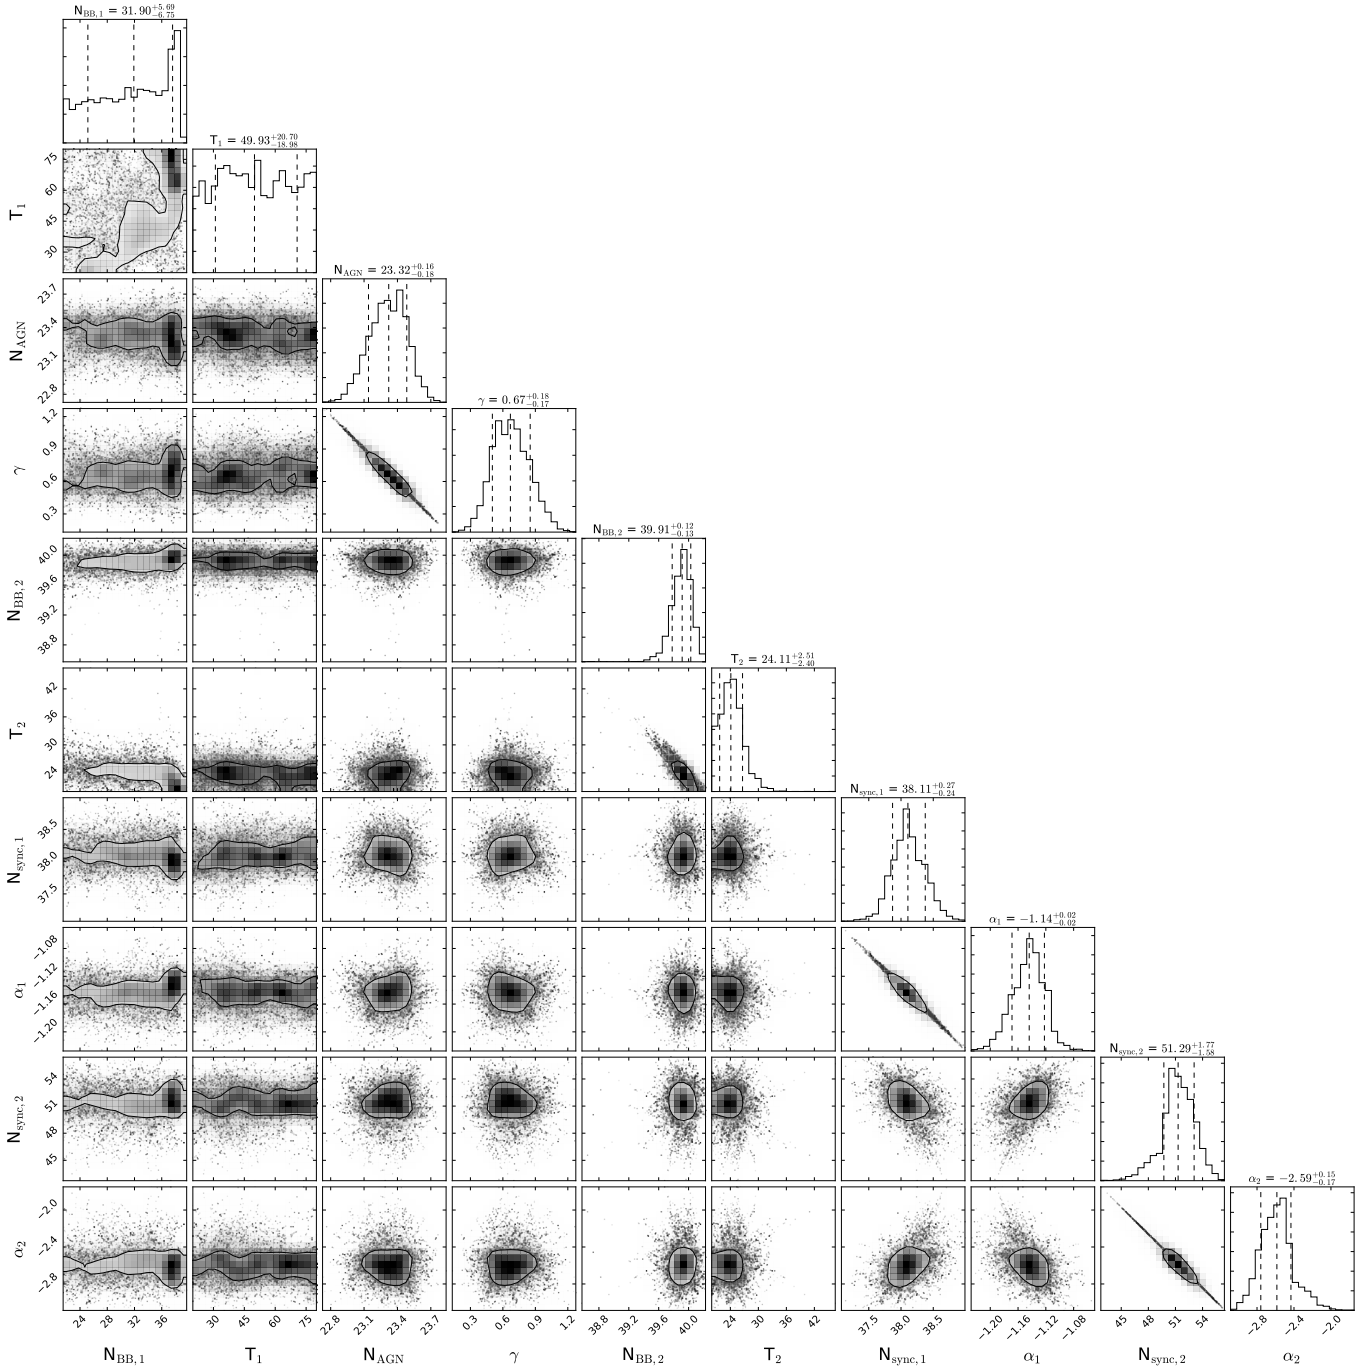 N_BB,1 = 31.90 +5.69 −6.75
T_1 = 49.93 +20.70 −18.98
75
60
45
30
T_1
N_AGN = 23.32 +0.16 −0.18
23.7
23.4
23.1
22.8
N_AGN
γ = 0.67 +0.18 −0.17
1.2
0.9
0.6
0.3
γ
N_BB,2 = 39.91 +0.12 −0.13
40.0
39.6
39.2
38.8
N_BB,2
T_2 = 24.11 +2.51 −2.40
42
36
30
24
T_2
N_sync,1 = 38.11 +0.27 −0.24
38.5
38.0
37.5
N_sync,1
α_1 = −1.14 +0.02 −0.02
−1.08
−1.12
−1.16
−1.20
α_1
N_sync,2 = 51.29 +1.77 −1.58
54
51
48
45
N_sync,2
α_2 = −2.59 +0.15 −0.17
−2.0
−2.4
−2.8
α_2
24 28 32 36 30 45 60 75 22.8 23.1 23.4 23.7 0.3 0.6 0.9 1.2 38.8 39.2 39.6 40.0 24 30 36 42 37.5 38.0 38.5 −1.20 −1.16 −1.12 −1.08 45 48 51 54 −2.8 −2.4 −2.0
N_BB,1 T_1 N_AGN γ N_BB,2 T_2 N_sync,1 α_1 N_sync,2 α_2